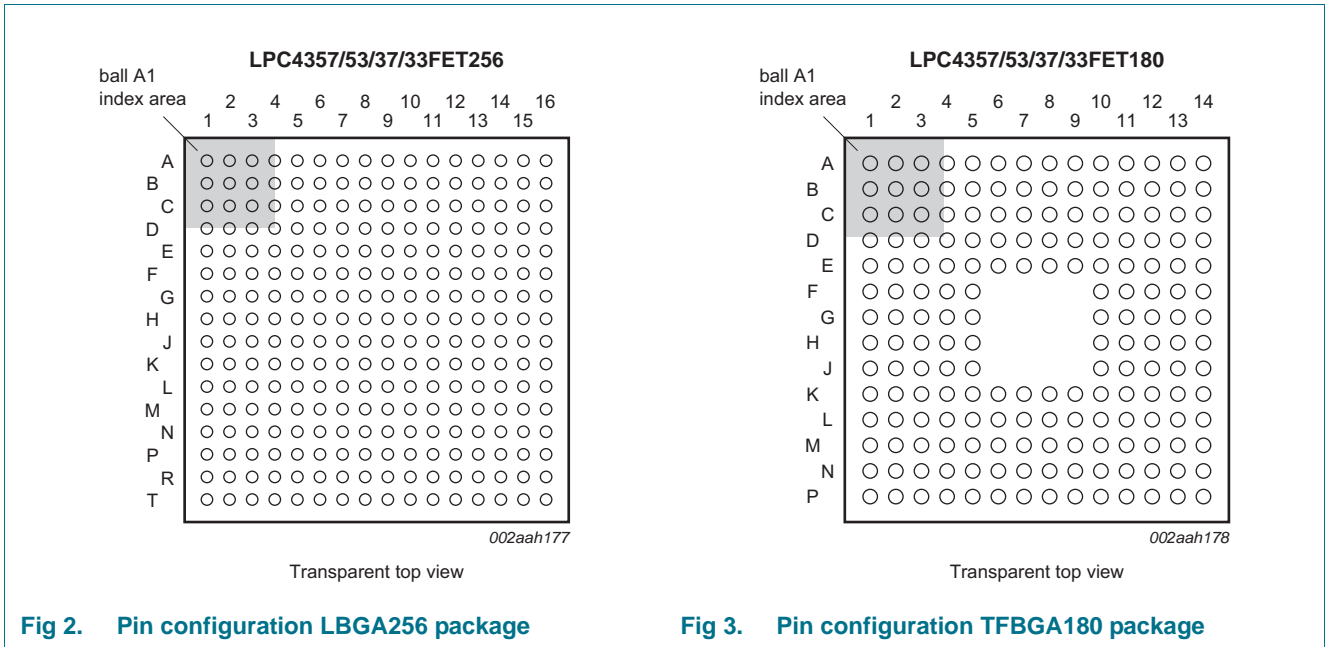 LPC4357/53/37/33FET256
ball A1
index area
2 4 6 8 10 12 14 16
1 3 5 7 9 11 13 15
A
B
C
D
E
F
G
H
J
K
L
M
N
P
R
T
002aah177
Transparent top view
Fig 2. Pin configuration LBGA256 package
LPC4357/53/37/33FET180
ball A1
index area
2 4 6 8 10 12 14
1 3 5 7 9 11 13
A
B
C
D
E
F
G
H
J
K
L
M
N
P
002aah178
Transparent top view
Fig 3. Pin configuration TFBGA180 package